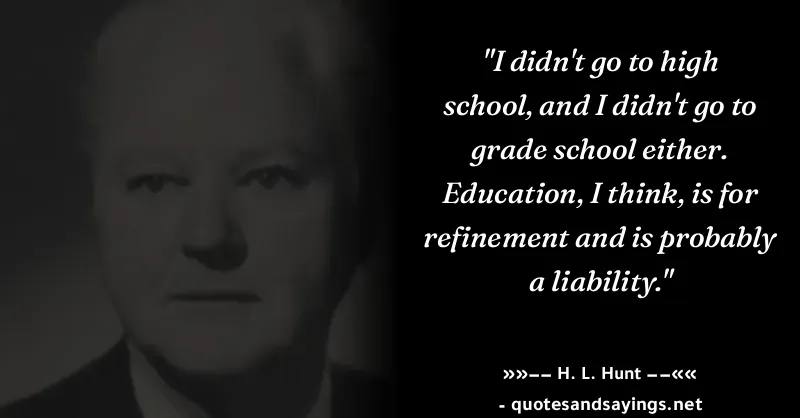 "I didn't go to high
school, and I didn't go to
grade school either.
Education, I think, is for
refinement and is probably
a liability."
»»−− H. L. Hunt −−««
- quotesandsayings.net